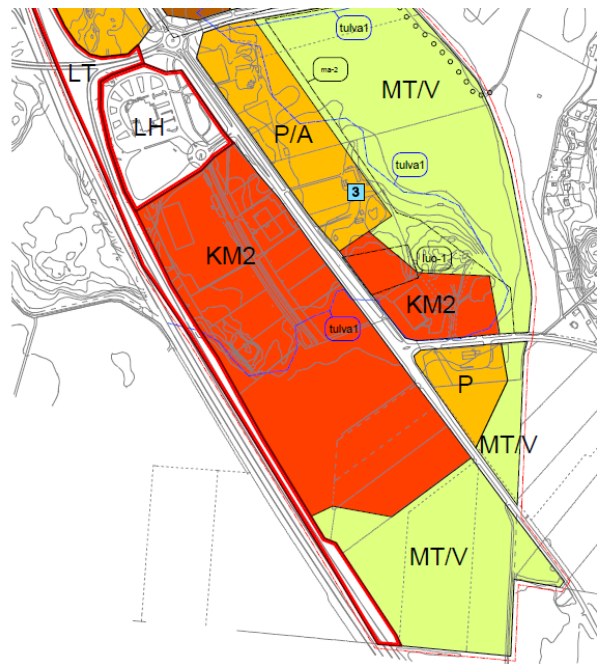 tulva1
ma-2
LT
MT/V
LH
P/A
tulva1
3
KM2
luo-1
KM2
tulva1
P
MT/V
MT/V